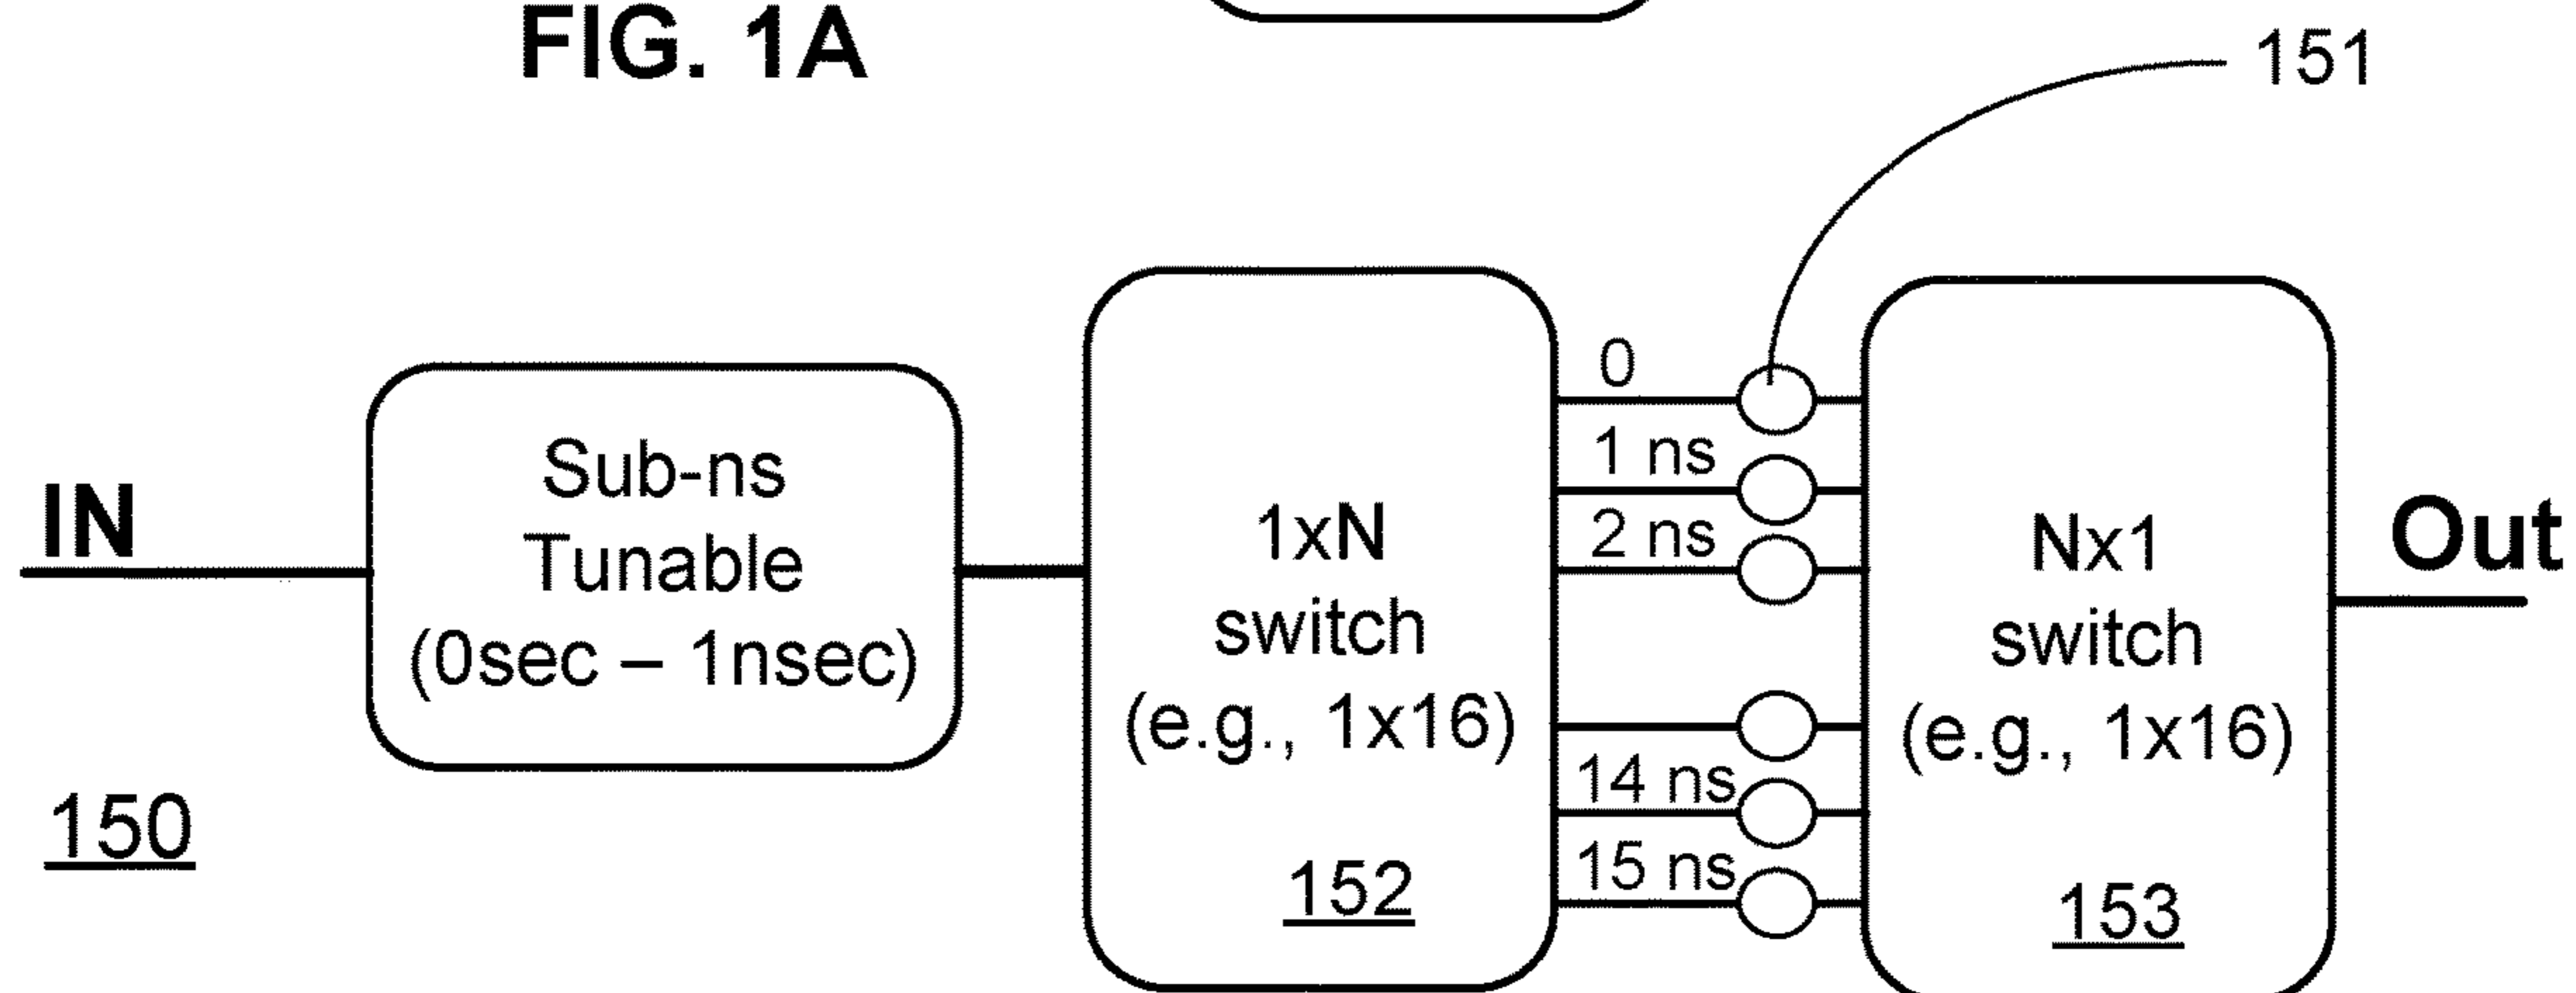 FIG. 1A
151
IN
Sub-ns
Tunable
(0sec – 1nsec)
150
1xN
switch
(e.g., 1x16)
152
0
1 ns
2 ns
14 ns
15 ns
Nx1
switch
(e.g., 1x16)
153
Out